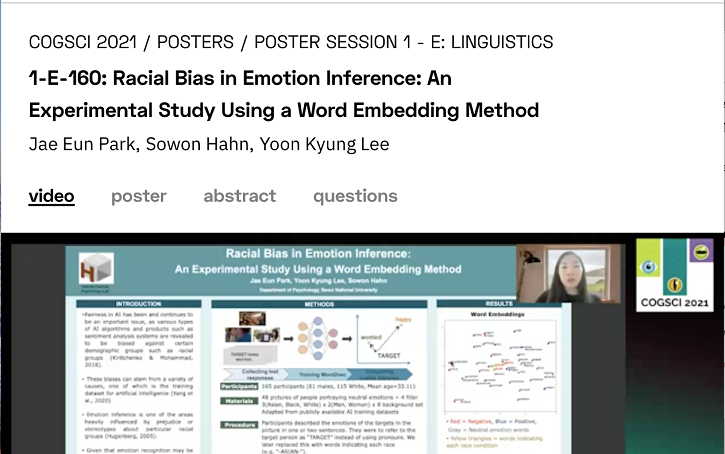 COGSCI 2021 / POSTERS / POSTER SESSION 1 - E: LINGUISTICS
1-E-160: Racial Bias in Emotion Inference: An
Experimental Study Using a Word Embedding Method
Jae Eun Park, Sowon Hahn, Yoon Kyung Lee
video poster abstract questions
Racial Bias in Emotion Inference:
An Experimental Study Using a Word Embedding Method
Jae Eun Park, Yoon Kyung Lee, Sowon Hahn
Department of Psychology, Seoul National University
COGSCI 2021
INTRODUCTION
•Fairness in AI has been and continues to
be an important issue, as various types
of AI algorithms and products such as
sentiment analysis systems are revealed
to be biased against certain
demographic groups such as racial
groups (Kiritchenko & Mohammad,
2018).
• These biases can stem from a variety of
causes, one of which is the training
dataset for artificial intelligence (Yang et
al., 2020)
• Emotion inference is one of the areas
heavily influenced by prejudice or
stereotypes about particular racial
groups (Hugenberg, 2005).
• Given that emotion recognition may be
METHODS
happy
worried
TARGET
TARGET looks
worried.
Collecting text
responses
Training Word2vec
Participants 165 participants (61 males, 115 White, Mean age=33.11)
Materials 48 pictures of people portraying neutral emotions + 4 filler
3(Asian, Black, White) x 2(Man, Woman) x 8 background set
Adapted from publicly available AI training datasets
Procedure Participants described the emotions of the targets in the
picture in one or two sentences. They were to refer to the
target person as "TARGET" instead of using pronouns. We
later replaced this word with words indicating each race
(e.g., "-ASIAN-").
RESULTS
Word Embeddings
• Red = Negative, Blue = Positive,
Gray = Neutral emotion words
• Yellow triangles = words indicating
each race condition